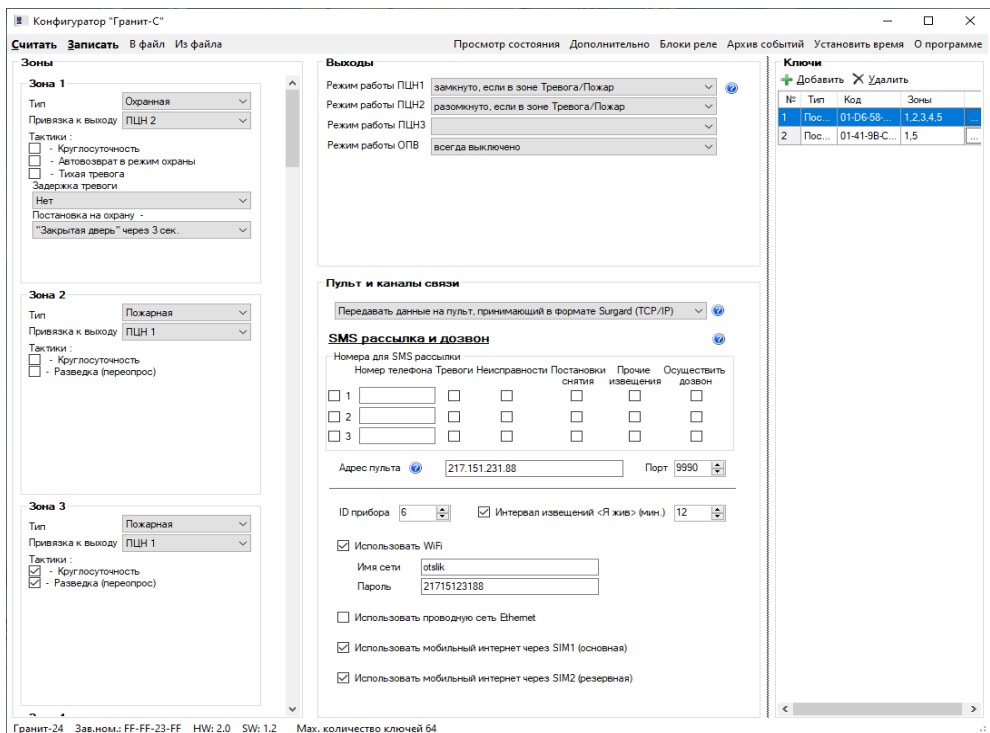 Конфигуратор "Гранит-С"
Считать Записать В файл Из файла Просмотр состояния Дополнительно Блоки реле Архив событий Установить время О программе
Зоны
Зона 1
Тип Охранная
Привязка к выходу ПЦН 2
Тактики :
- Круглосуточность
- Автовозврат в режим охраны
- Тихая тревога
Задержка тревоги
Нет
Постановка на охрану -
"Закрытая дверь" через 3 сек.
Зона 2
Тип Пожарная
Привязка к выходу ПЦН 1
Тактики :
- Круглосуточность
- Разведка (переопрос)
Зона 3
Тип Пожарная
Привязка к выходу ПЦН 1
Тактики :
- Круглосуточность
- Разведка (переопрос)
Выходы
Режим работы ПЦН1 замкнуто, если в зоне Тревога/Пожар
Режим работы ПЦН2 разомкнуто, если в зоне Тревога/Пожар
Режим работы ПЦН3
Режим работы ОПВ всегда выключено
Пульт и каналы связи
Передавать данные на пульт, принимающий в формате Surgard (TCP/IP)
SMS рассылка и дозвон
Номера для SMS рассылки
Номер телефона Тревоги Неисправности Постановки Прочие Осуществить
снятия извещения дозвон
1
2
3
Адрес пульта 217.151.231.88 Порт 9990
ID прибора 6 Интервал извещений <Я жив> (мин.) 12
Использовать WiFi
Имя сети otslik
Пароль 21715123188
Использовать проводную сеть Ethernet
Использовать мобильный интернет через SIM1 (основная)
Использовать мобильный интернет через SIM2 (резервная)
Ключи
Добавить Удалить
№ Тип Код Зоны
1 Пос... 01-D6-58-... 1,2,3,4,5 ...
2 Пос... 01-41-9B-C... 1,5 ...
Гранит-24 Зав.ном.: FF-FF-23-FF HW: 2.0 SW: 1.2 Мах. количество ключей 64